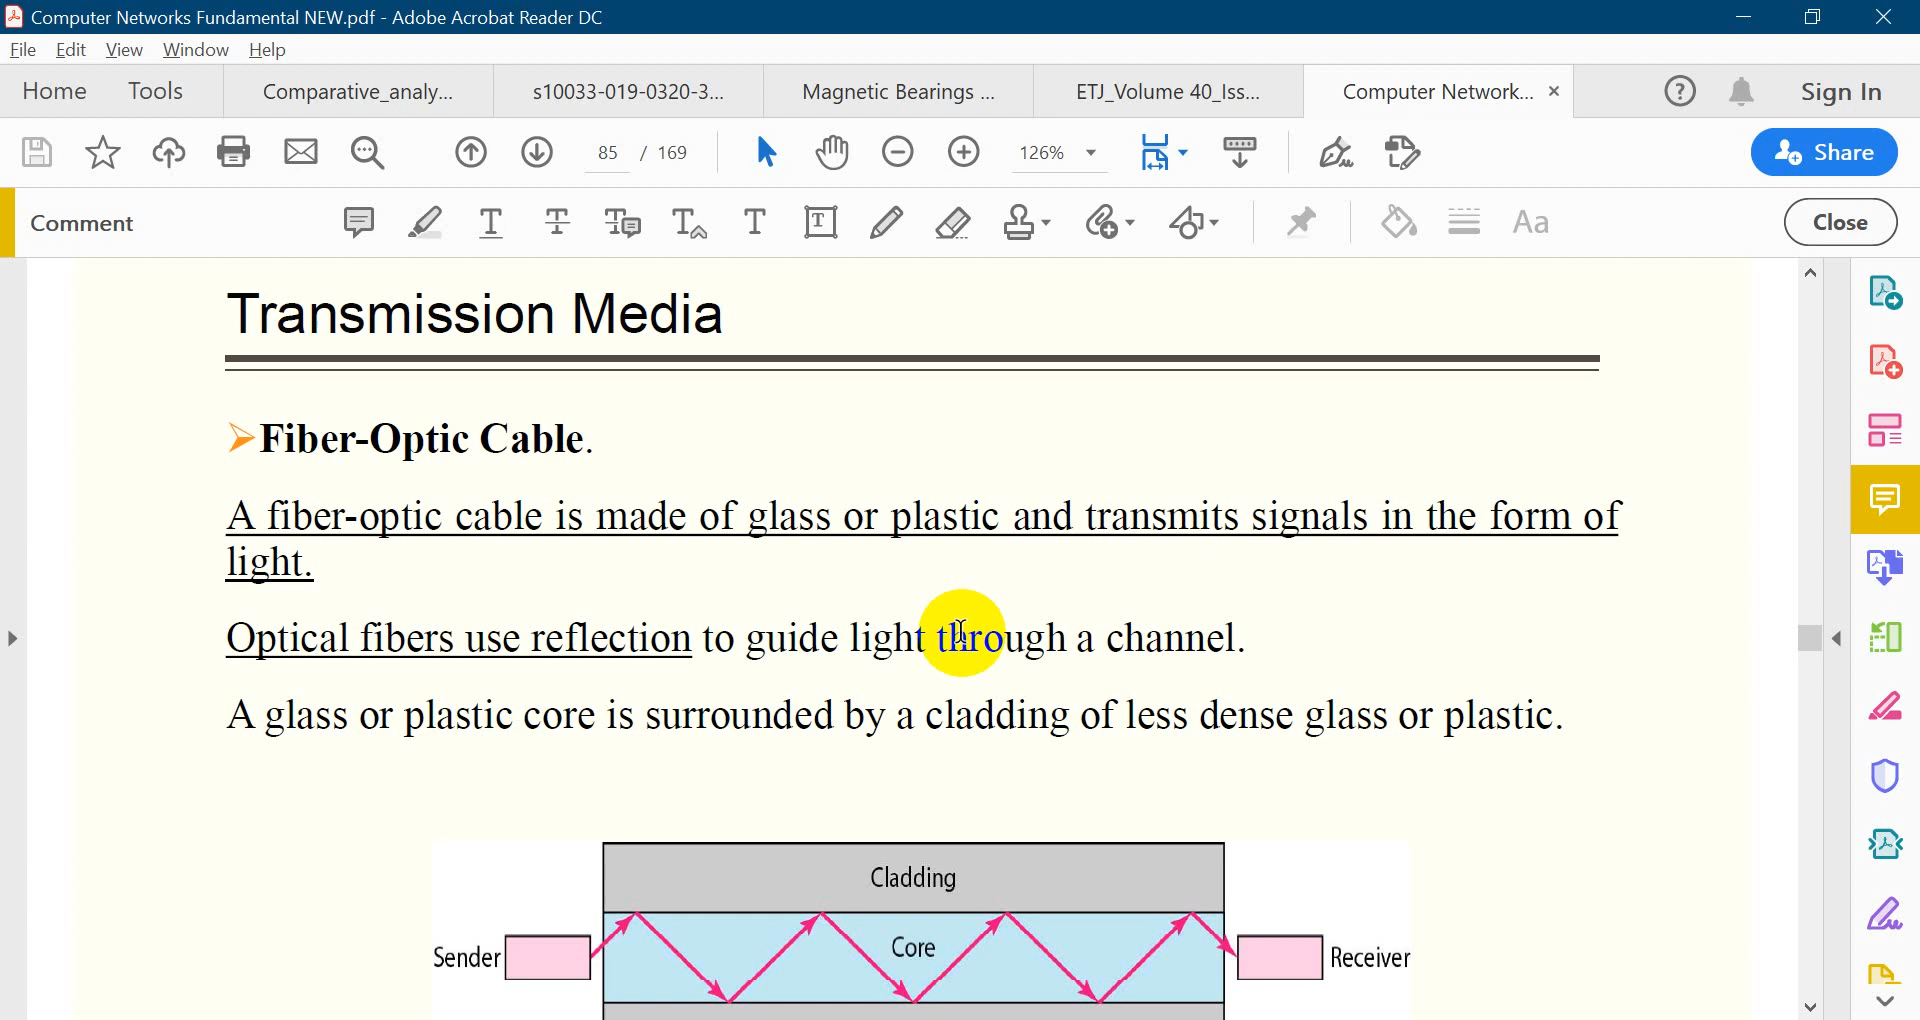 Computer Networks Fundamental NEW.pdf - Adobe Acrobat Reader DC
File Edit View Window Help
Home Tools Comparative_analy... s10033-019-0320-3... Magnetic Bearings ... ETJ_Volume 40_Iss... Computer Network... × Sign In
85 / 169 126% Share
Comment Aa Close
Transmission Media
Fiber-Optic Cable.
A fiber-optic cable is made of glass or plastic and transmits signals in the form of
light.
Optical fibers use reflection to guide light through a channel.
A glass or plastic core is surrounded by a cladding of less dense glass or plastic.
Cladding
Core
Sender Receiver